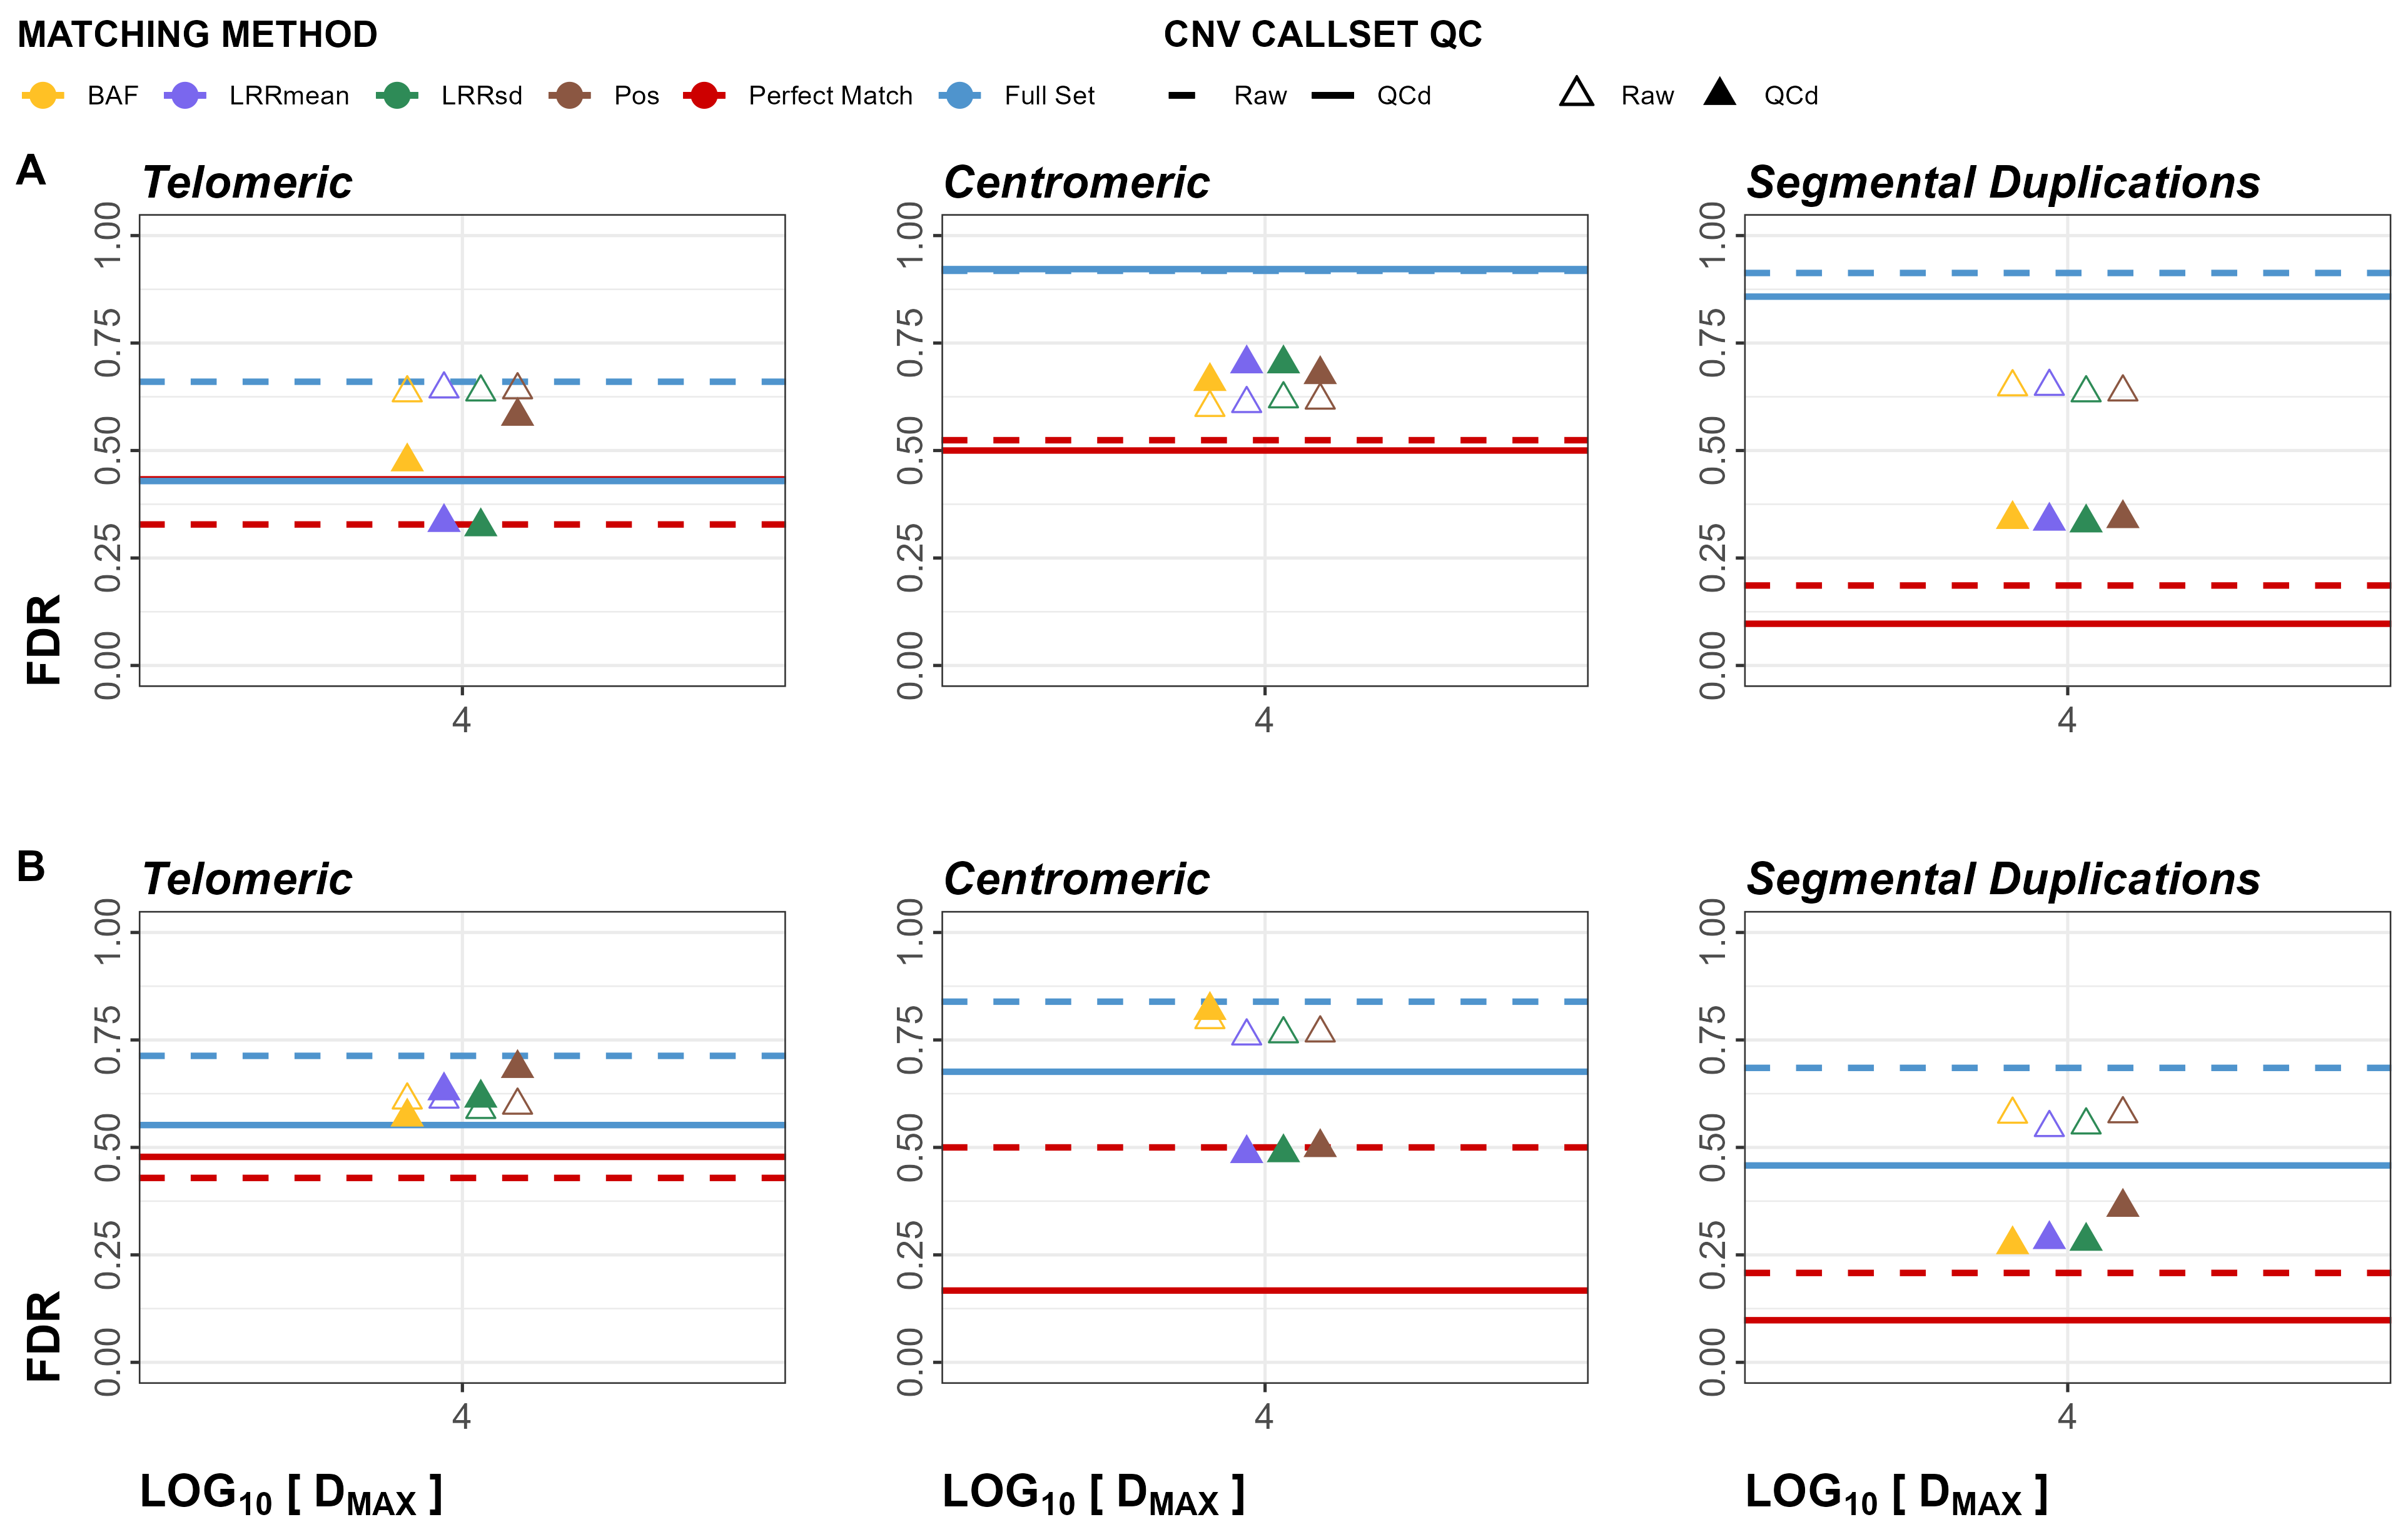 MATCHING METHOD CNV CALLSET QC
BAF LRRmean LRRsd Pos Perfect Match Full Set Raw QCd Raw QCd
A
Telomeric Centromeric Segmental Duplications
FDR
1.00 0.75 0.50 0.25 0.00
1.00 0.75 0.50 0.25 0.00
1.00 0.75 0.50 0.25 0.00
4 4 4
B
Telomeric Centromeric Segmental Duplications
FDR
1.00 0.75 0.50 0.25 0.00
1.00 0.75 0.50 0.25 0.00
1.00 0.75 0.50 0.25 0.00
4 4 4
LOG10 [ DMAX ] LOG10 [ DMAX ] LOG10 [ DMAX ]